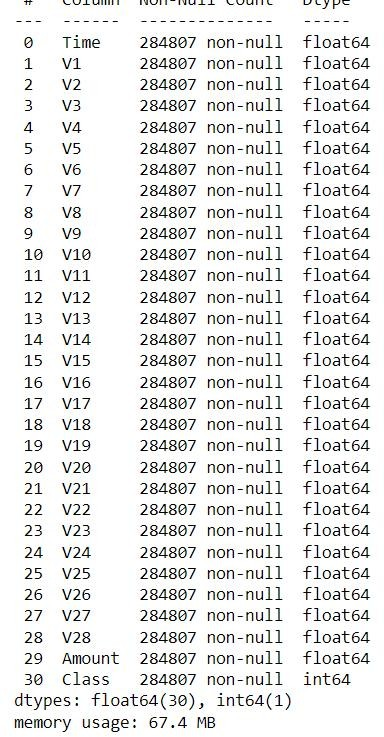 #   Column  Non-Null Count   Dtype
---  ------  --------------   -----
0   Time    284807 non-null  float64
1   V1      284807 non-null  float64
2   V2      284807 non-null  float64
3   V3      284807 non-null  float64
4   V4      284807 non-null  float64
5   V5      284807 non-null  float64
6   V6      284807 non-null  float64
7   V7      284807 non-null  float64
8   V8      284807 non-null  float64
9   V9      284807 non-null  float64
10  V10     284807 non-null  float64
11  V11     284807 non-null  float64
12  V12     284807 non-null  float64
13  V13     284807 non-null  float64
14  V14     284807 non-null  float64
15  V15     284807 non-null  float64
16  V16     284807 non-null  float64
17  V17     284807 non-null  float64
18  V18     284807 non-null  float64
19  V19     284807 non-null  float64
20  V20     284807 non-null  float64
21  V21     284807 non-null  float64
22  V22     284807 non-null  float64
23  V23     284807 non-null  float64
24  V24     284807 non-null  float64
25  V25     284807 non-null  float64
26  V26     284807 non-null  float64
27  V27     284807 non-null  float64
28  V28     284807 non-null  float64
29  Amount  284807 non-null  float64
30  Class   284807 non-null  int64
dtypes: float64(30), int64(1)
memory usage: 67.4 MB